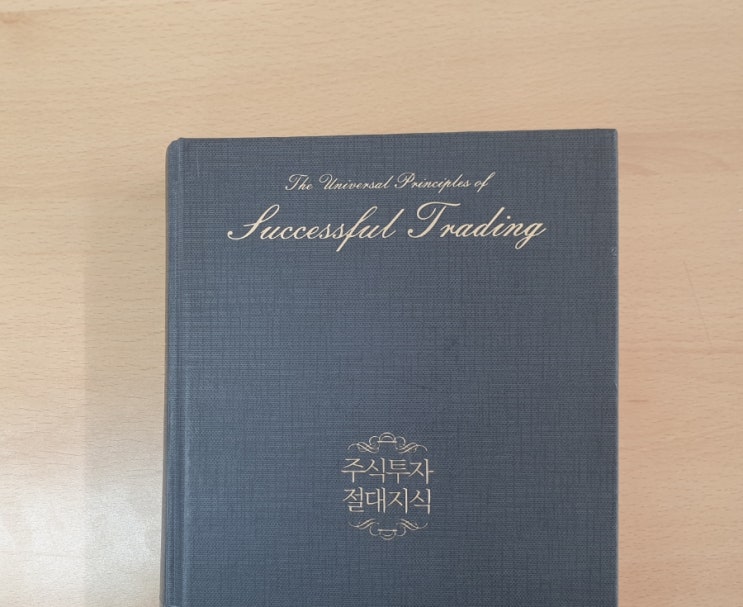 The Universal Principles of
Successful Trading
주식투자
절대지식